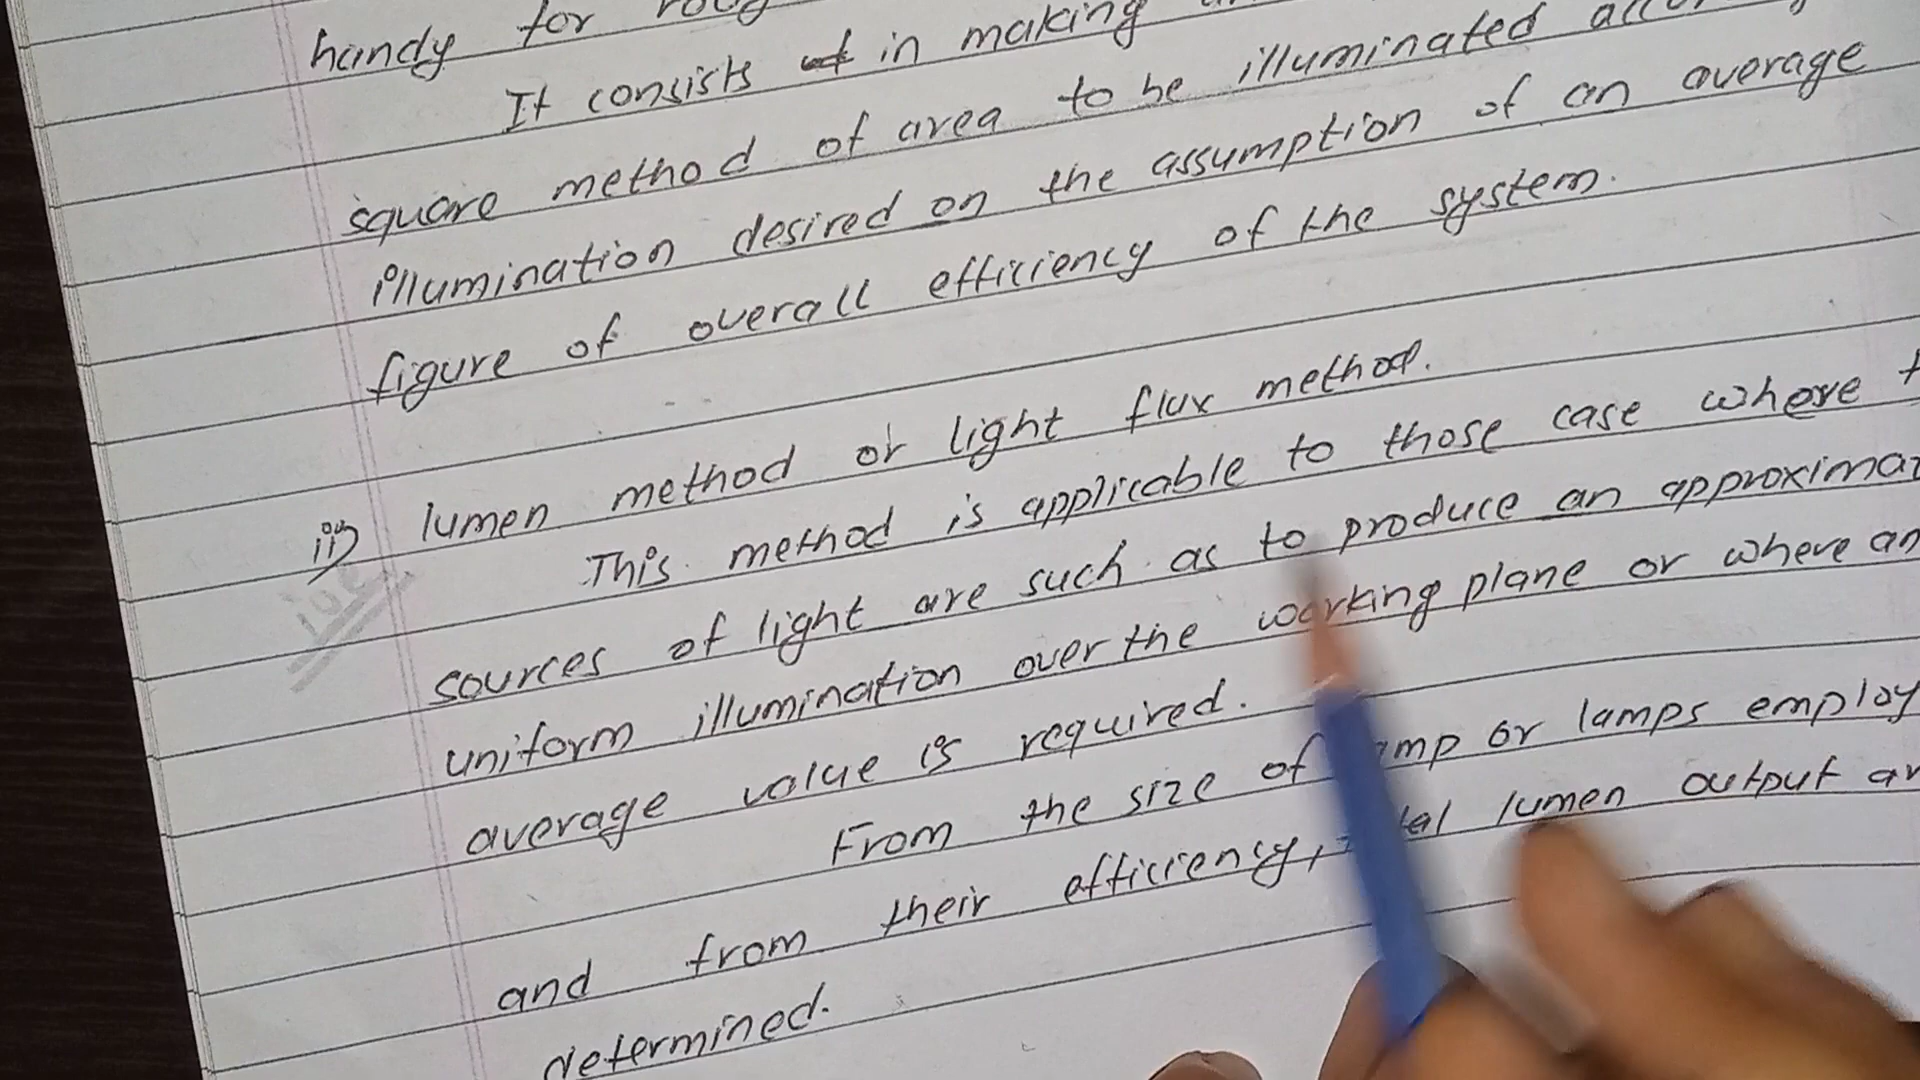 handy for
It consists in making
square method of area to be illuminated
illumination desired on the assumption of an average
figure of overall efficiency of the system.
ii) lumen method or light flux method.
This method is applicable to those case where
sources of light are such as to produce an
uniform illumination over the working plane or where an
average value is required.
From the size of or lamps
and from their efficiency, lumen output
determined.